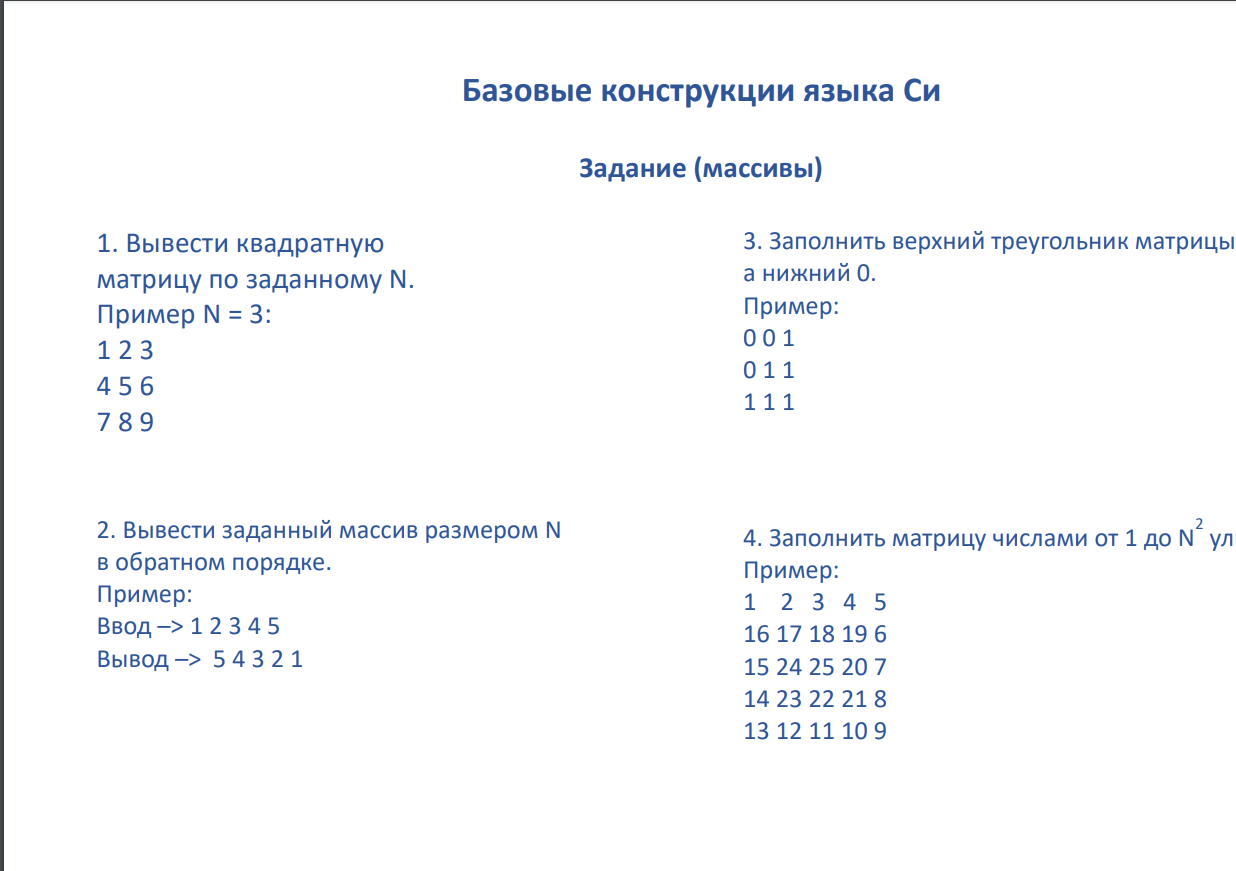 Базовые конструкции языка Си
Задание (массивы)
1. Вывести квадратную
матрицу по заданному N.
Пример N = 3:
1 2 3
4 5 6
7 8 9
2. Вывести заданный массив размером N
в обратном порядке.
Пример:
Ввод –> 1 2 3 4 5
Вывод –> 5 4 3 2 1
3. Заполнить верхний треугольник матрицы
а нижний 0.
Пример:
0 0 1
0 1 1
1 1 1
4. Заполнить матрицу числами от 1 до N²
Пример:
1 2 3 4 5
16 17 18 19 6
15 24 25 20 7
14 23 22 21 8
13 12 11 10 9